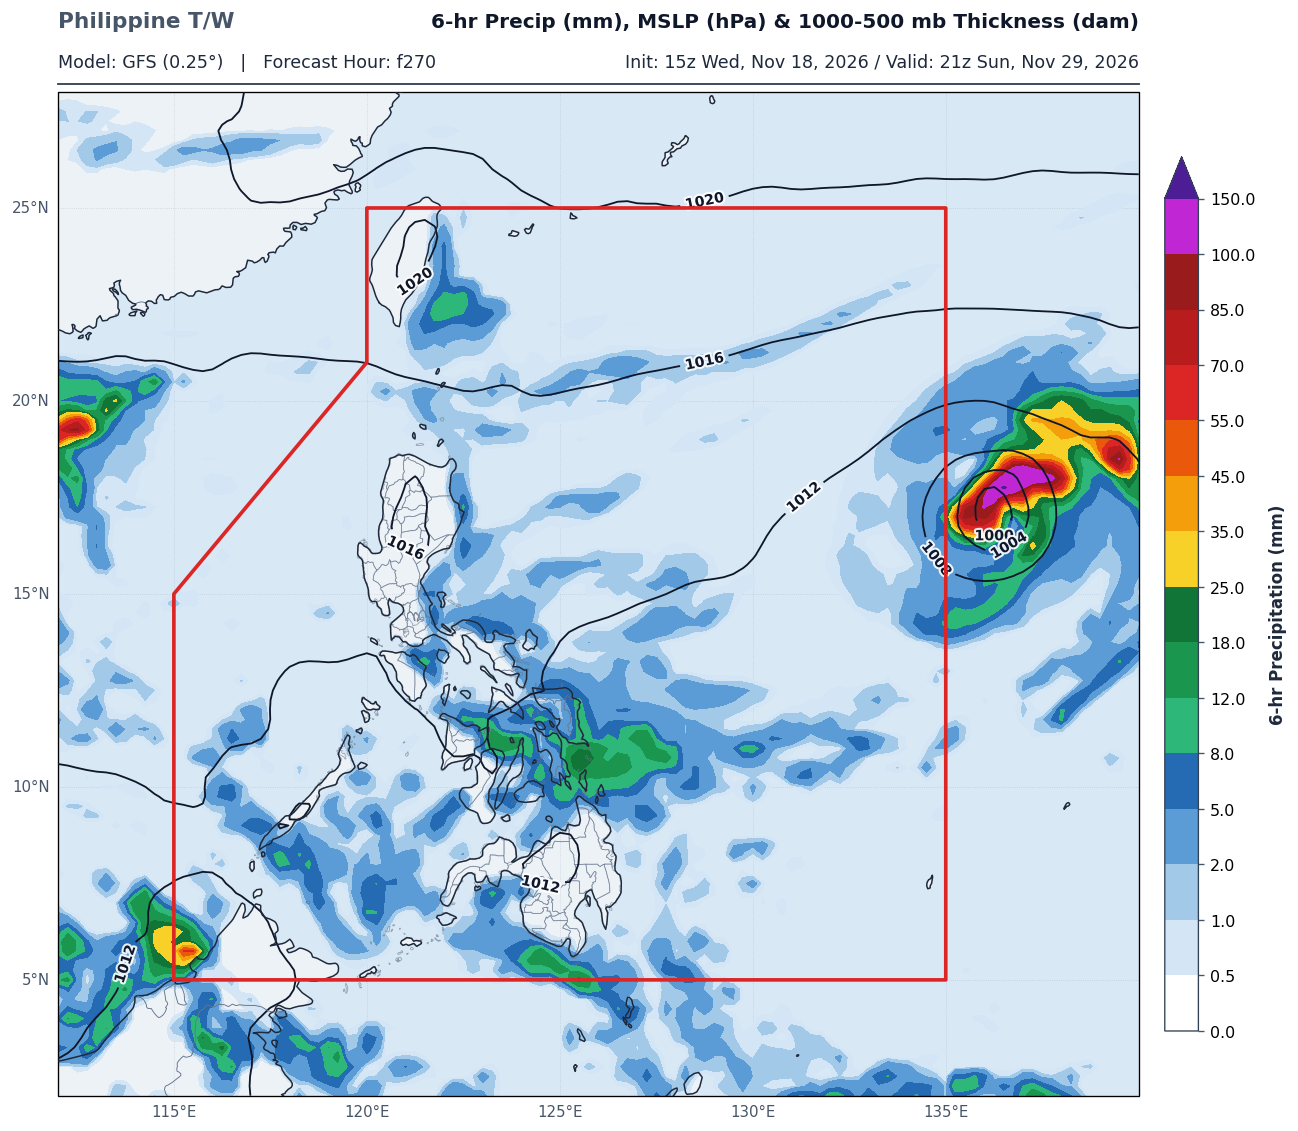 Philippine T/W
6-hr Precip (mm), MSLP (hPa) & 1000-500 mb Thickness (dam)
Model: GFS (0.25°) | Forecast Hour: f270
Init: 15z Wed, Nov 18, 2026 / Valid: 21z Sun, Nov 29, 2026
25°N
20°N
15°N
10°N
5°N
115°E
120°E
125°E
130°E
135°E
1020
1020
1016
1016
1012
1000
1004
1008
1012
1012
150.0
100.0
85.0
70.0
55.0
45.0
35.0
25.0
18.0
12.0
8.0
5.0
2.0
1.0
0.5
0.0
6-hr Precipitation (mm)